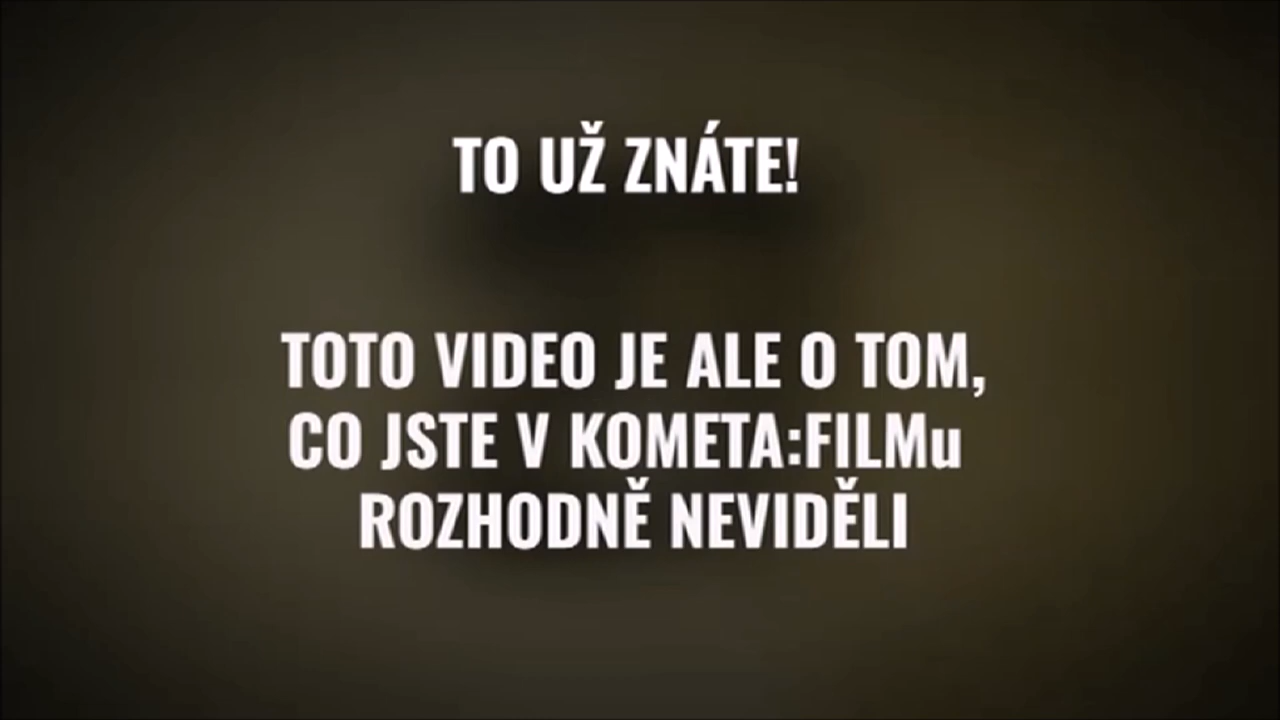 TO UŽ ZNÁTE!
TOTO VIDEO JE ALE O TOM,
CO JSTE V KOMETA:FILMu
ROZHODNĚ NEVIDĚLI